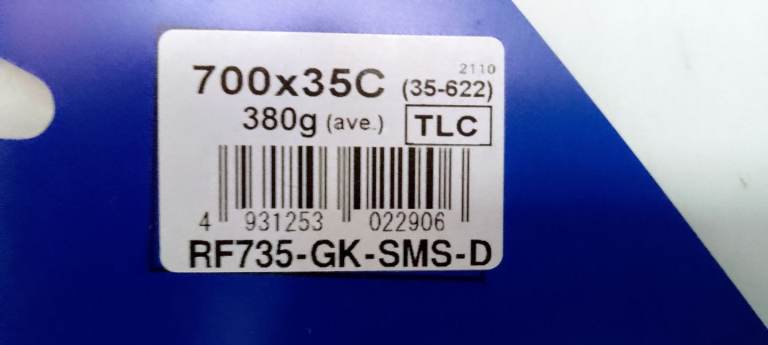 2110
700x35C (35-622)
380g (ave.) TLC
4 931253 022906
RF735-GK-SMS-D